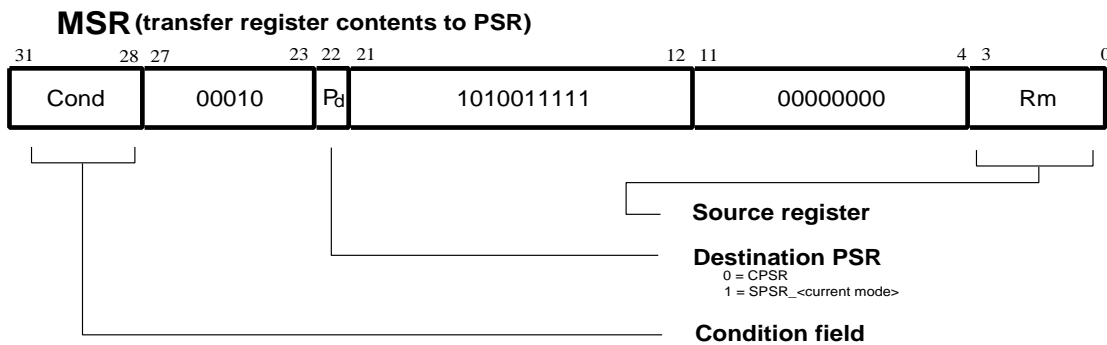 MSR (transfer register contents to PSR)
31 28 27 23 22 21 12 11 4 3 0
Cond 00010 Pd 1010011111 00000000 Rm
Source register
Destination PSR
0 = CPSR
1 = SPSR_<current mode>
Condition field